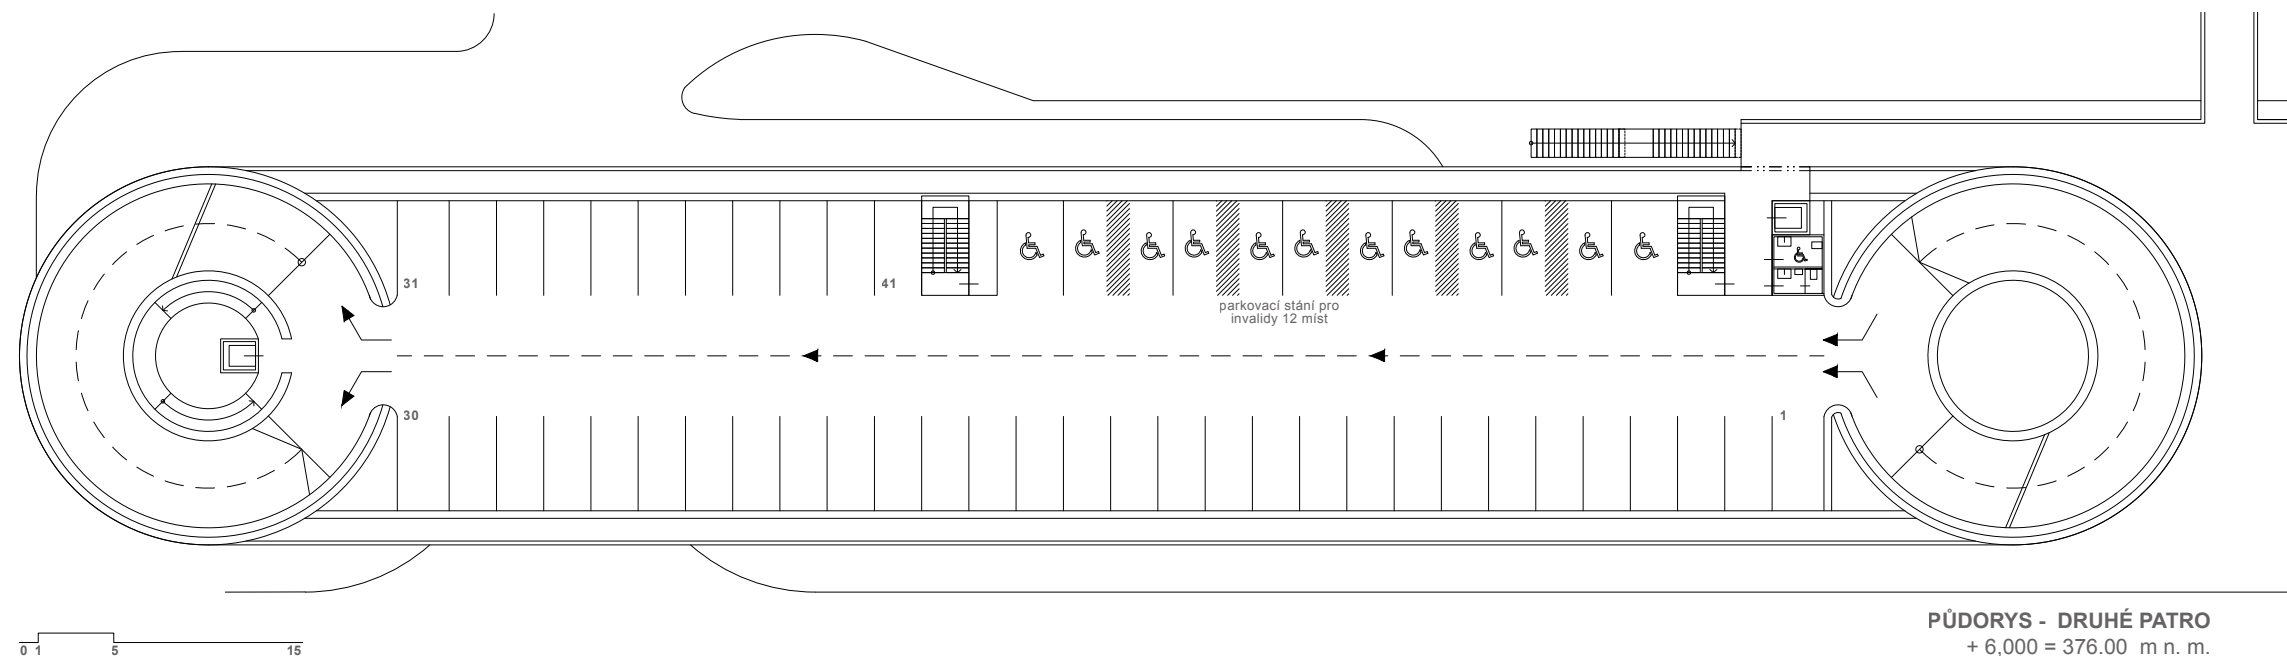 31
41
parkovací stání pro
invalidy 12 míst
30
1
PŮDORYS - DRUHÉ PATRO
+ 6,000 = 376.00 m n. m.
0 1 5 15